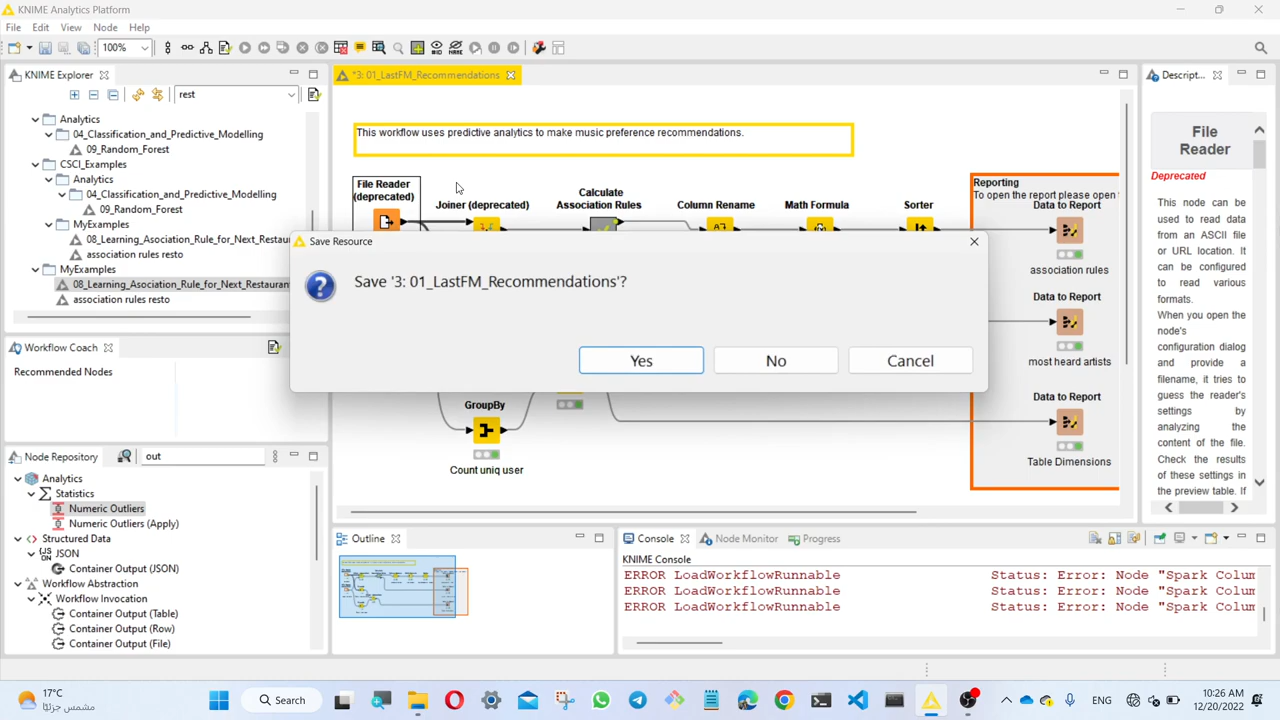 KNIME Analytics Platform
File Edit View Node Help
100%
KNIME Explorer
rest
Analytics
04_Classification_and_Predictive_Modelling
09_Random_Forest
CSCI_Examples
Analytics
04_Classification_and_Predictive_Modelling
09_Random_Forest
MyExamples
08_Learning_Asociation_Rule_for_Next_Restaura
association rules resto
MyExamples
08_Learning_Asociation_Rule_for_Next_Restauran
association rules resto
Workflow Coach
Recommended Nodes
Node Repository
out
Analytics
Statistics
Numeric Outliers
Numeric Outliers (Apply)
Structured Data
JSON
Container Output (JSON)
Workflow Abstraction
Workflow Invocation
Container Output (Table)
Container Output (Row)
Container Output (File)
*3: 01_LastFM_Recommendations
This workflow uses predictive analytics to make music preference recommendations.
File Reader
(deprecated)
Joiner (deprecated)
Calculate
Association Rules
Column Rename
Math Formula
Sorter
Reporting
To open the report please open t
Data to Report
association rules
Data to Report
most heard artists
Data to Report
Table Dimensions
GroupBy
Count uniq user
Save Resource
Save '3: 01_LastFM_Recommendations'?
Yes
No
Cancel
Outline
Console
Node Monitor
Progress
KNIME Console
ERROR LoadWorkflowRunnable Status: Error: Node "Spark Colum
ERROR LoadWorkflowRunnable Status: Error: Node "Spark Colum
ERROR LoadWorkflowRunnable Status: Error: Node "Spark Colum
Descript...
File
Reader
Deprecated
This node can be
used to read data
from an ASCII file
or URL location. It
can be configured
to read various
formats.
When you open the
node's
configuration dialog
and provide a
filename, it tries to
guess the reader's
settings by
analyzing the
content of the file.
Check the results
of these settings in
the preview table. If
17°C
مشمس جزئيًا
Search
ENG
10:26 AM
12/20/2022